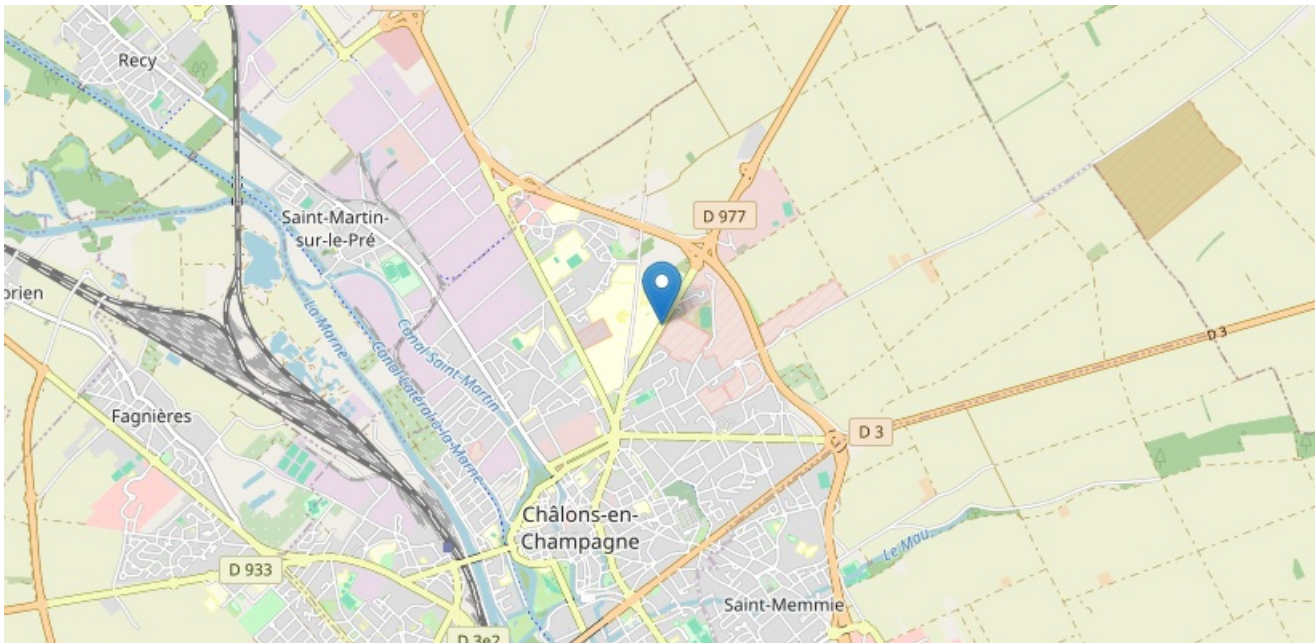 Recy
D 977
Saint-Martin-
sur-le-Pré
orien
La Marne
Canal Saint-Martin
Canal Latéral à la Marne
D 3
Fagnières
D 3
Châlons-en-
Champagne
Le Mau
D 933
Saint-Memmie
D 3e2